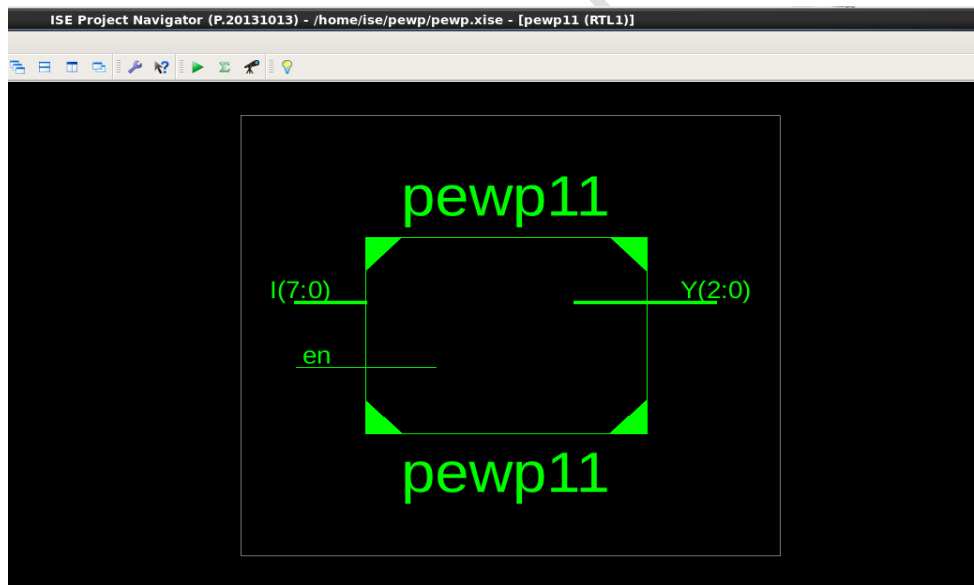 ISE Project Navigator (P.20131013) - /home/ise/pewp/pewp.xise - [pewp11 (RTL1)]
pewp11
I(7:0)
Y(2:0)
en
pewp11